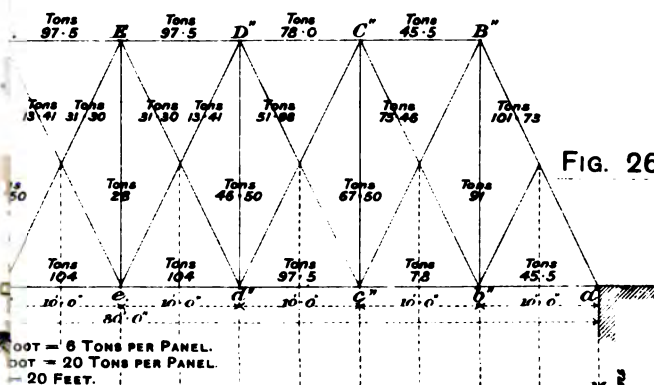 Tons 97·5 E Tons 97·5 D" Tons 78·0 C" Tons 45·5 B"
Tons 13·41 Tons 31·30 Tons 31·30 Tons 13·41 Tons 51·88 Tons 75·46 Tons 101·73
FIG. 26
50 Tons 28 Tons 46·50 Tons 67·50 Tons 91
Tons 104 Tons 104 Tons 97·5 Tons 78 Tons 45·5
e d" c" b" a
10'·0" 10'·0" 10'·0" 10'·0" 10'·0"
80'·0"
OOT = 6 TONS PER PANEL.
OOT = 20 TONS PER PANEL.
20 FEET.